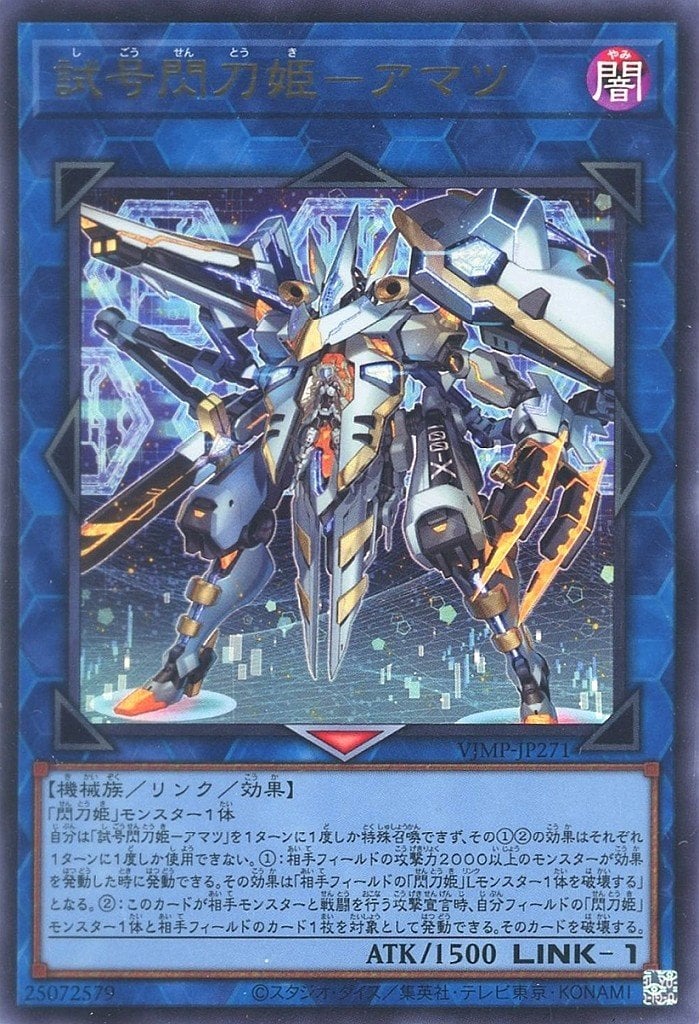 試号閃刀姫－アマツ
闇
VJMP-JP271
【機械族／リンク／効果】
「閃刀姫」モンスター1体
自分は「試号閃刀姫－アマツ」を1ターンに1度しか特殊召喚できず、その①②の効果はそれぞれ
1ターンに1度しか使用できない。①：相手フィールドの攻撃力2000以上のモンスターが効果
を発動した時に発動できる。その効果は「相手フィールドの「閃刀姫」Lモンスター1体を破壊する」
となる。②：このカードが相手モンスターと戦闘を行う攻撃宣言時、自分フィールドの「閃刀姫」
モンスター1体と相手フィールドのカード1枚を対象として発動できる。そのカードを破壊する。
ATK/1500 LINK-1
25072579
©スタジオ・ダイス／集英社・テレビ東京・KONAMI